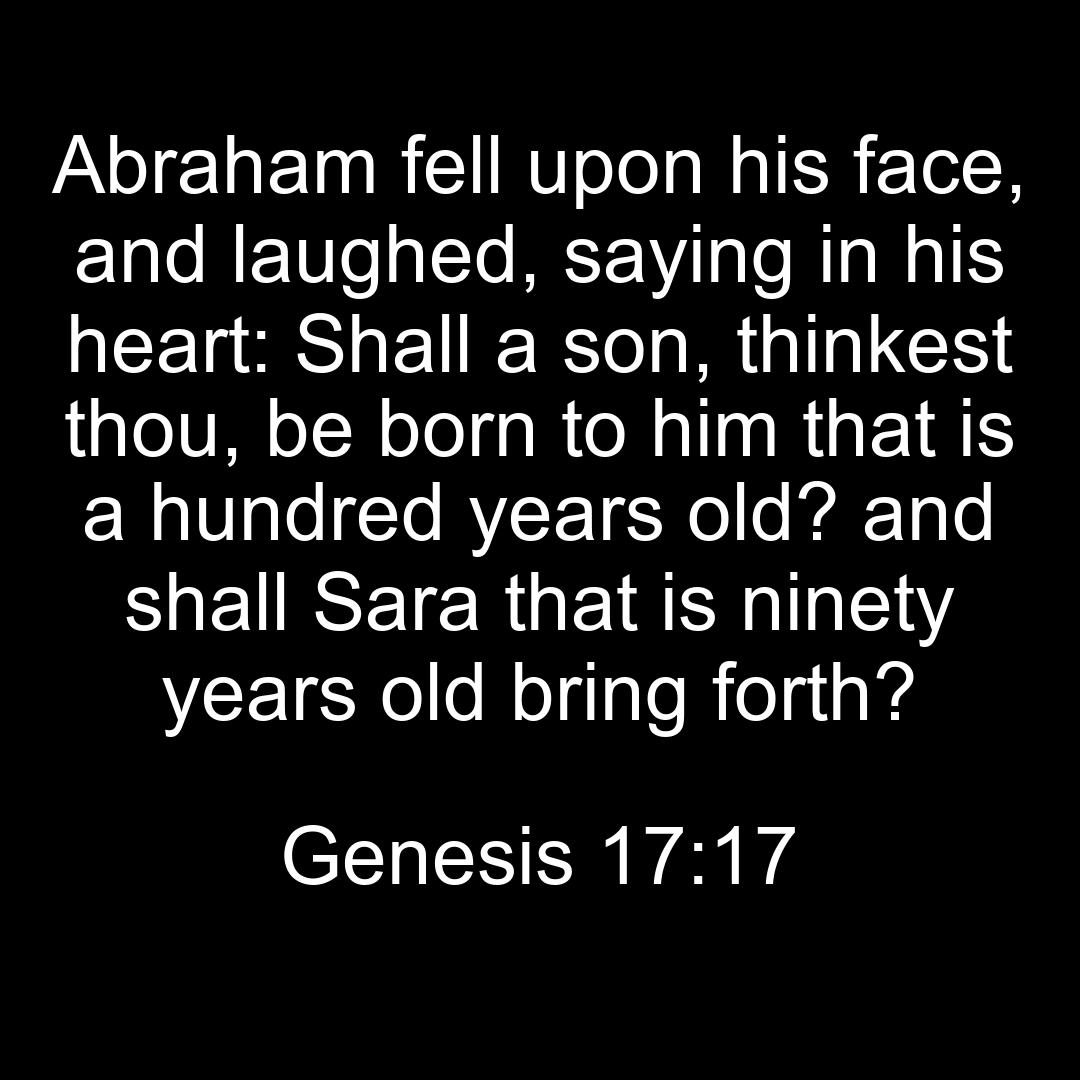 Abraham fell upon his face,
and laughed, saying in his
heart: Shall a son, thinkest
thou, be born to him that is
a hundred years old? and
shall Sara that is ninety
years old bring forth?
Genesis 17:17